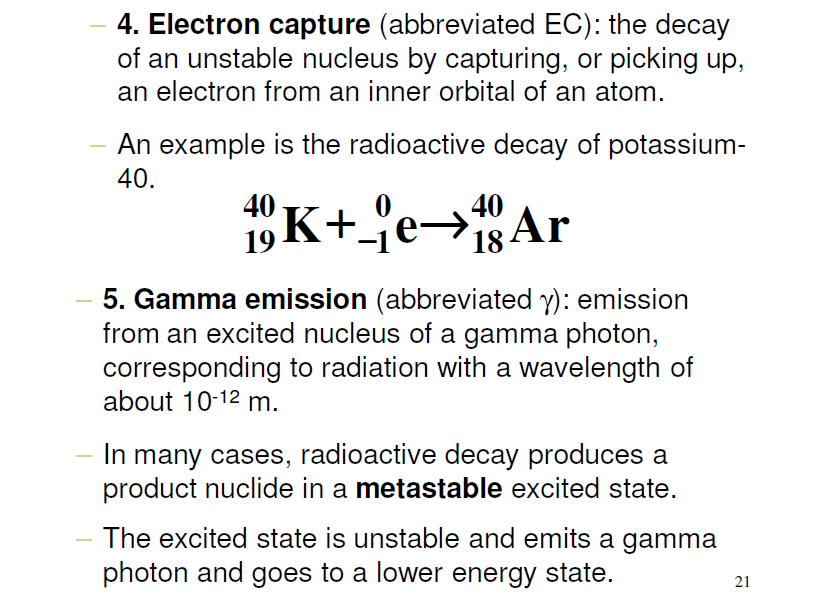 – 4. Electron capture (abbreviated EC): the decay
of an unstable nucleus by capturing, or picking up,
an electron from an inner orbital of an atom.
– An example is the radioactive decay of potassium-
40.
⁴⁰₁₉K + ⁰₋₁e → ⁴⁰₁₈Ar
– 5. Gamma emission (abbreviated γ): emission
from an excited nucleus of a gamma photon,
corresponding to radiation with a wavelength of
about 10⁻¹² m.
– In many cases, radioactive decay produces a
product nuclide in a metastable excited state.
– The excited state is unstable and emits a gamma
photon and goes to a lower energy state.
21